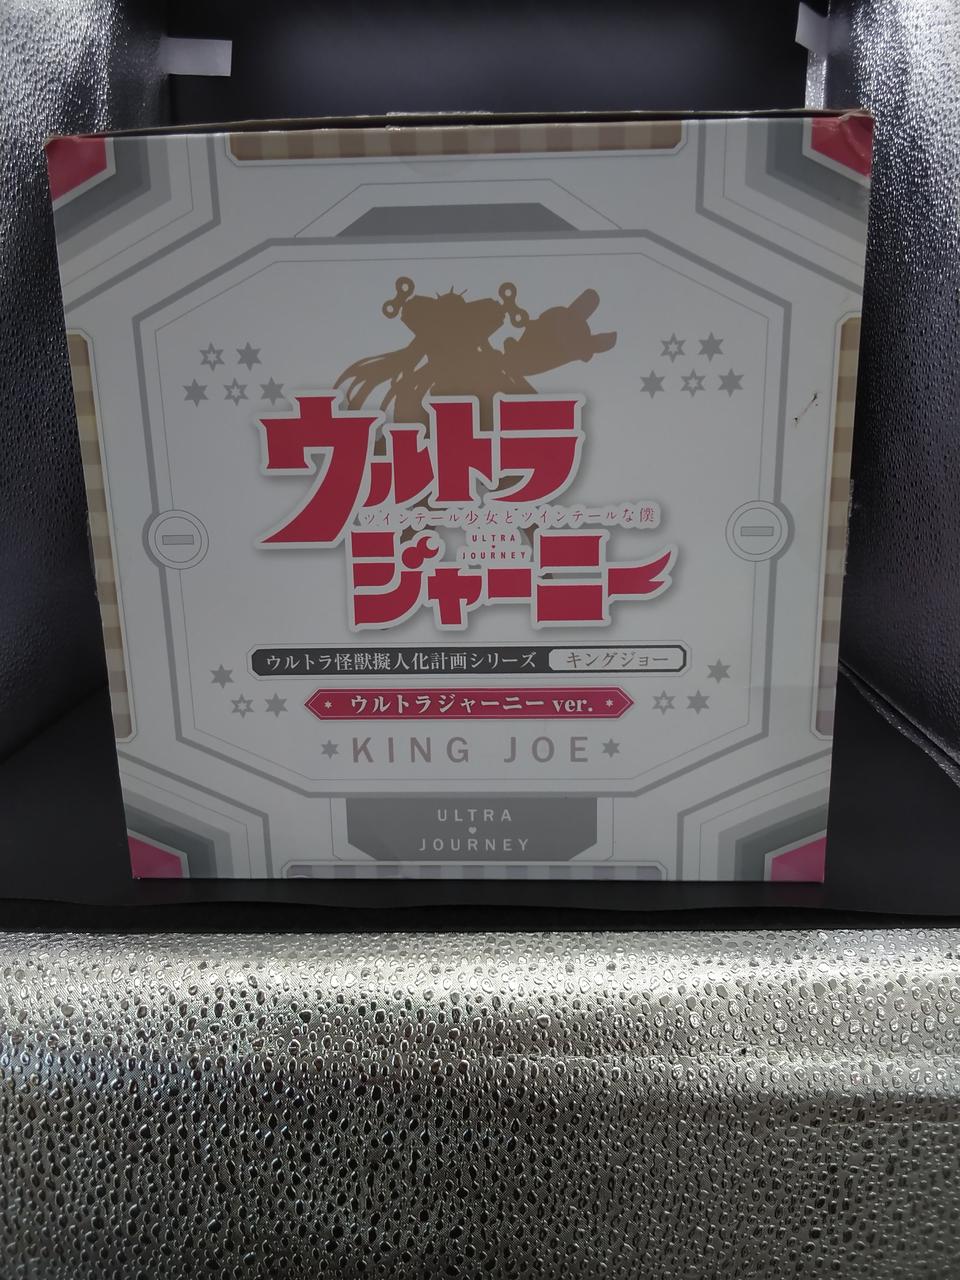 ウルトラ
ツインテール少女とツインテールな僕
ULTRA
JOURNEY
ジャーニー
ウルトラ怪獣擬人化計画シリーズ キングジョー
ウルトラジャーニー ver.
KING JOE
ULTRA
JOURNEY